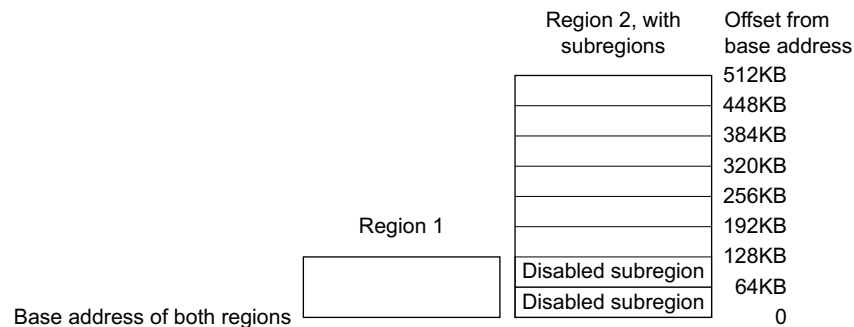 Region 2, with
subregions
Offset from
base address
512KB
448KB
384KB
320KB
256KB
192KB
Region 1
128KB
Disabled subregion
64KB
Disabled subregion
Base address of both regions
0